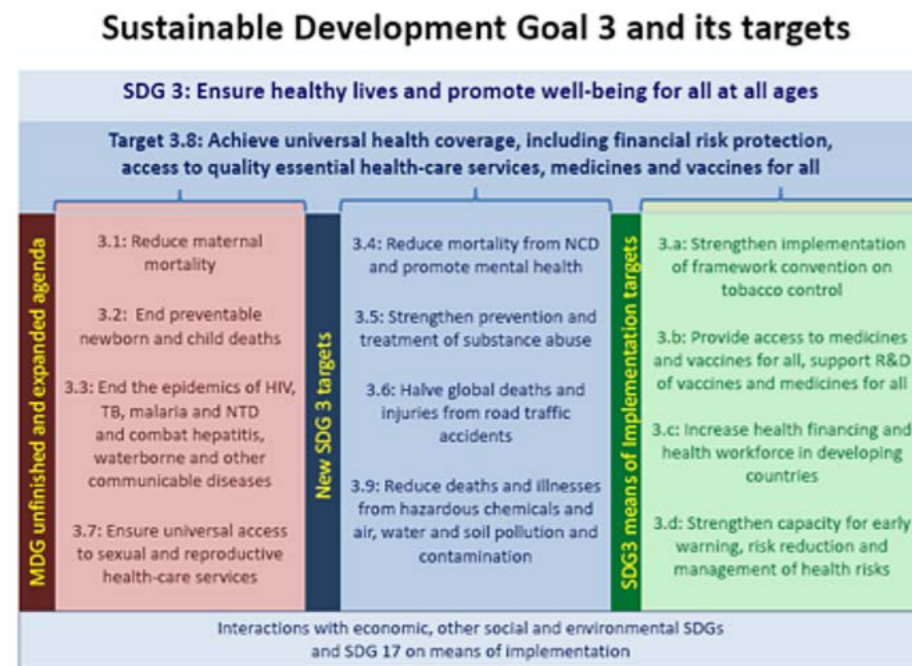 Sustainable Development Goal 3 and its targets
SDG 3: Ensure healthy lives and promote well-being for all at all ages
Target 3.8: Achieve universal health coverage, including financial risk protection,
access to quality essential health-care services, medicines and vaccines for all
MDG unfinished and expanded agenda
3.1: Reduce maternal
mortality
3.2: End preventable
newborn and child deaths
3.3: End the epidemics of HIV,
TB, malaria and NTD
and combat hepatitis,
waterborne and other
communicable diseases
3.7: Ensure universal access
to sexual and reproductive
health-care services
New SDG 3 targets
3.4: Reduce mortality from NCD
and promote mental health
3.5: Strengthen prevention and
treatment of substance abuse
3.6: Halve global deaths and
injuries from road traffic
accidents
3.9: Reduce deaths and illnesses
from hazardous chemicals and
air, water and soil pollution and
contamination
SDG3 means of Implementation targets
3.a: Strengthen implementation
of framework convention on
tobacco control
3.b: Provide access to medicines
and vaccines for all, support R&D
of vaccines and medicines for all
3.c: Increase health financing and
health workforce in developing
countries
3.d: Strengthen capacity for early
warning, risk reduction and
management of health risks
Interactions with economic, other social and environmental SDGs
and SDG 17 on means of implementation